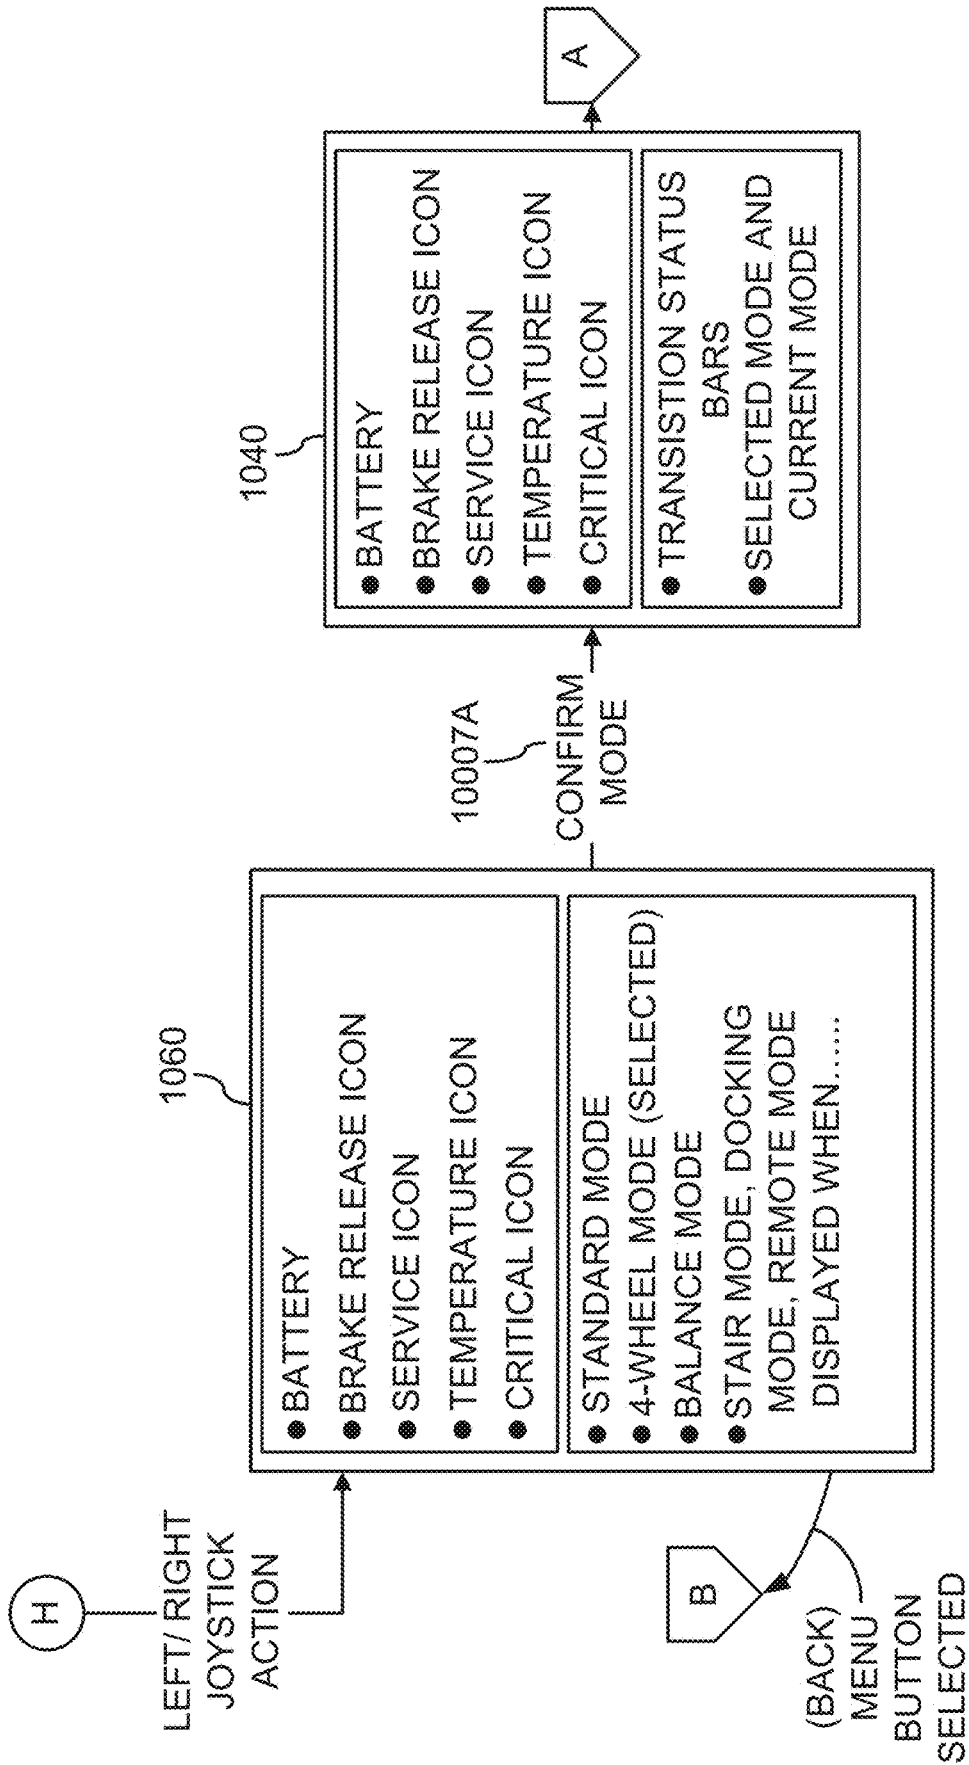 H
LEFT/ RIGHT
JOYSTICK
ACTION
1060
● BATTERY
● BRAKE RELEASE ICON
● SERVICE ICON
● TEMPERATURE ICON
● CRITICAL ICON
● STANDARD MODE
● 4-WHEEL MODE (SELECTED)
● BALANCE MODE
● STAIR MODE, DOCKING
MODE, REMOTE MODE
DISPLAYED WHEN......
B
(BACK)
MENU
BUTTON
SELECTED
10007A
CONFIRM
MODE
1040
● BATTERY
● BRAKE RELEASE ICON
● SERVICE ICON
● TEMPERATURE ICON
● CRITICAL ICON
● TRANSISTION STATUS
BARS
● SELECTED MODE AND
CURRENT MODE
A